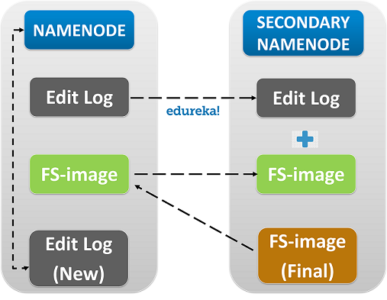 NAMENODE
Edit Log
FS-image
Edit Log
(New)
edureka!
SECONDARY
NAMENODE
Edit Log
+
FS-image
FS-image
(Final)